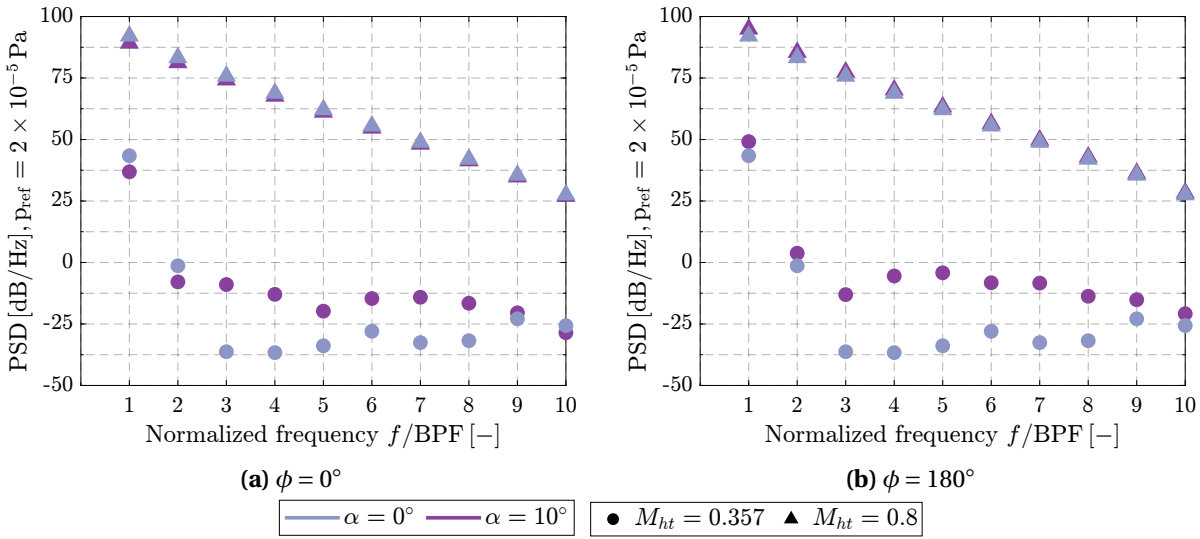 PSD [dB/Hz], p_ref = 2 × 10⁻⁵ Pa
100
75
50
25
0
-25
-50
1 2 3 4 5 6 7 8 9 10
Normalized frequency f/BPF [−]
(a) ϕ = 0°
PSD [dB/Hz], p_ref = 2 × 10⁻⁵ Pa
100
75
50
25
0
-25
-50
1 2 3 4 5 6 7 8 9 10
Normalized frequency f/BPF [−]
(b) ϕ = 180°
α = 0° α = 10° M_ht = 0.357 M_ht = 0.8